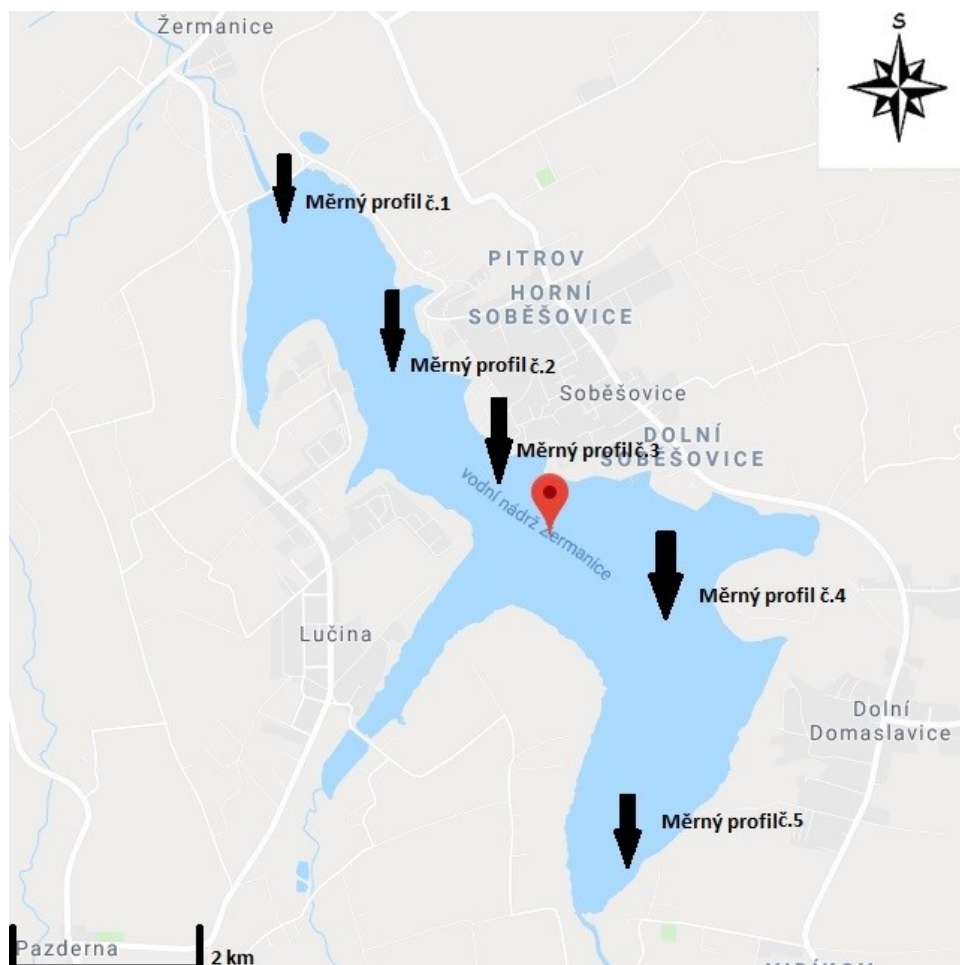 Žermanice
S
Měrný profil č.1
PITROV
HORNÍ
SOBĚŠOVICE
Měrný profil č.2
Soběšovice
DOLNÍ
SOBĚŠOVICE
Měrný profil č.3
vodní nádrž Žermanice
Měrný profil č.4
Lučina
Dolní
Domaslavice
Měrný profilč.5
Pazderna
2 km